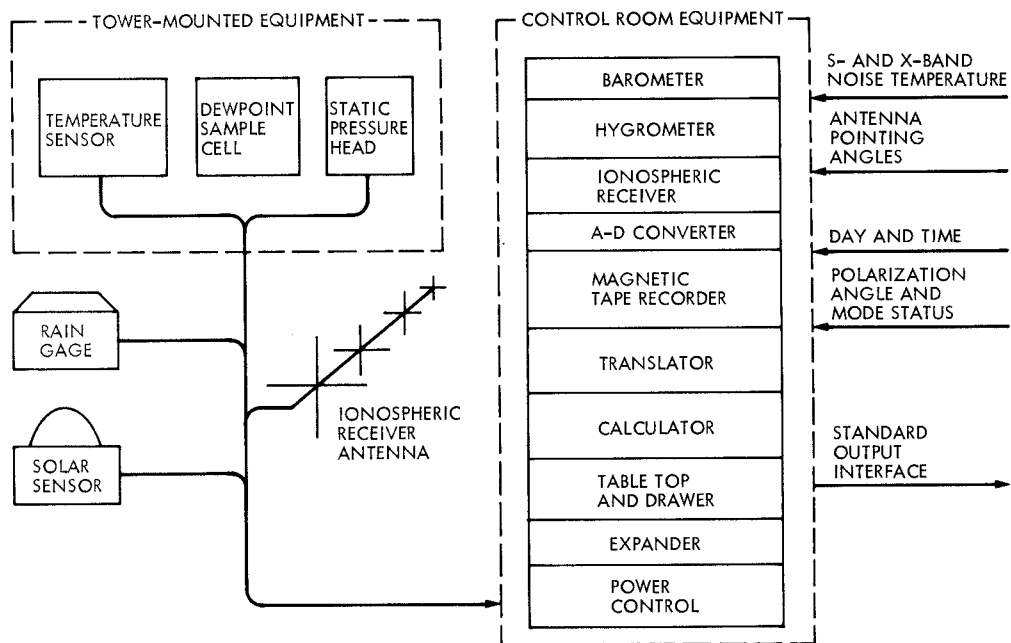 TOWER-MOUNTED EQUIPMENT
TEMPERATURE
SENSOR
DEWPOINT
SAMPLE
CELL
STATIC
PRESSURE
HEAD
RAIN
GAGE
SOLAR
SENSOR
IONOSPHERIC
RECEIVER
ANTENNA
CONTROL ROOM EQUIPMENT
BAROMETER
HYGROMETER
IONOSPHERIC
RECEIVER
A-D CONVERTER
MAGNETIC
TAPE RECORDER
TRANSLATOR
CALCULATOR
TABLE TOP
AND DRAWER
EXPANDER
POWER
CONTROL
S- AND X-BAND
NOISE TEMPERATURE
ANTENNA
POINTING
ANGLES
DAY AND TIME
POLARIZATION
ANGLE AND
MODE STATUS
STANDARD
OUTPUT
INTERFACE